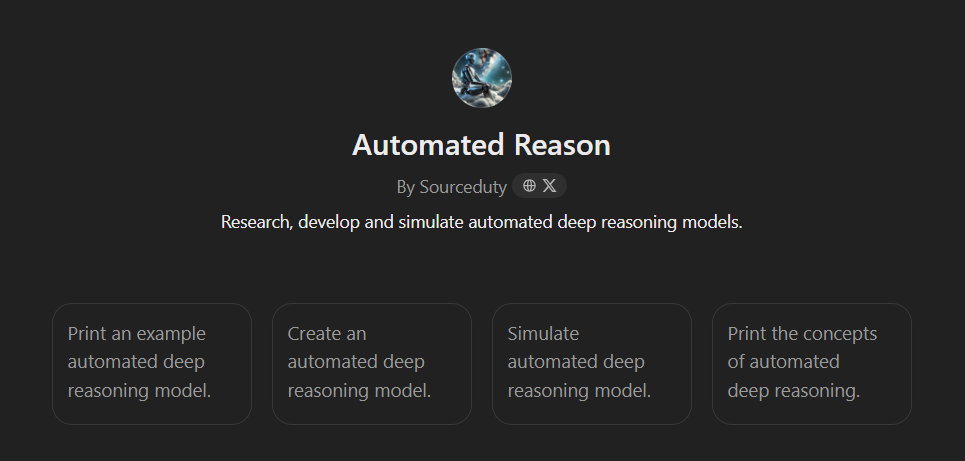 Automated Reason
By Sourceduty
Research, develop and simulate automated deep reasoning models.
Print an example
automated deep
reasoning model.
Create an
automated deep
reasoning model.
Simulate
automated deep
reasoning model.
Print the concepts
of automated
deep reasoning.